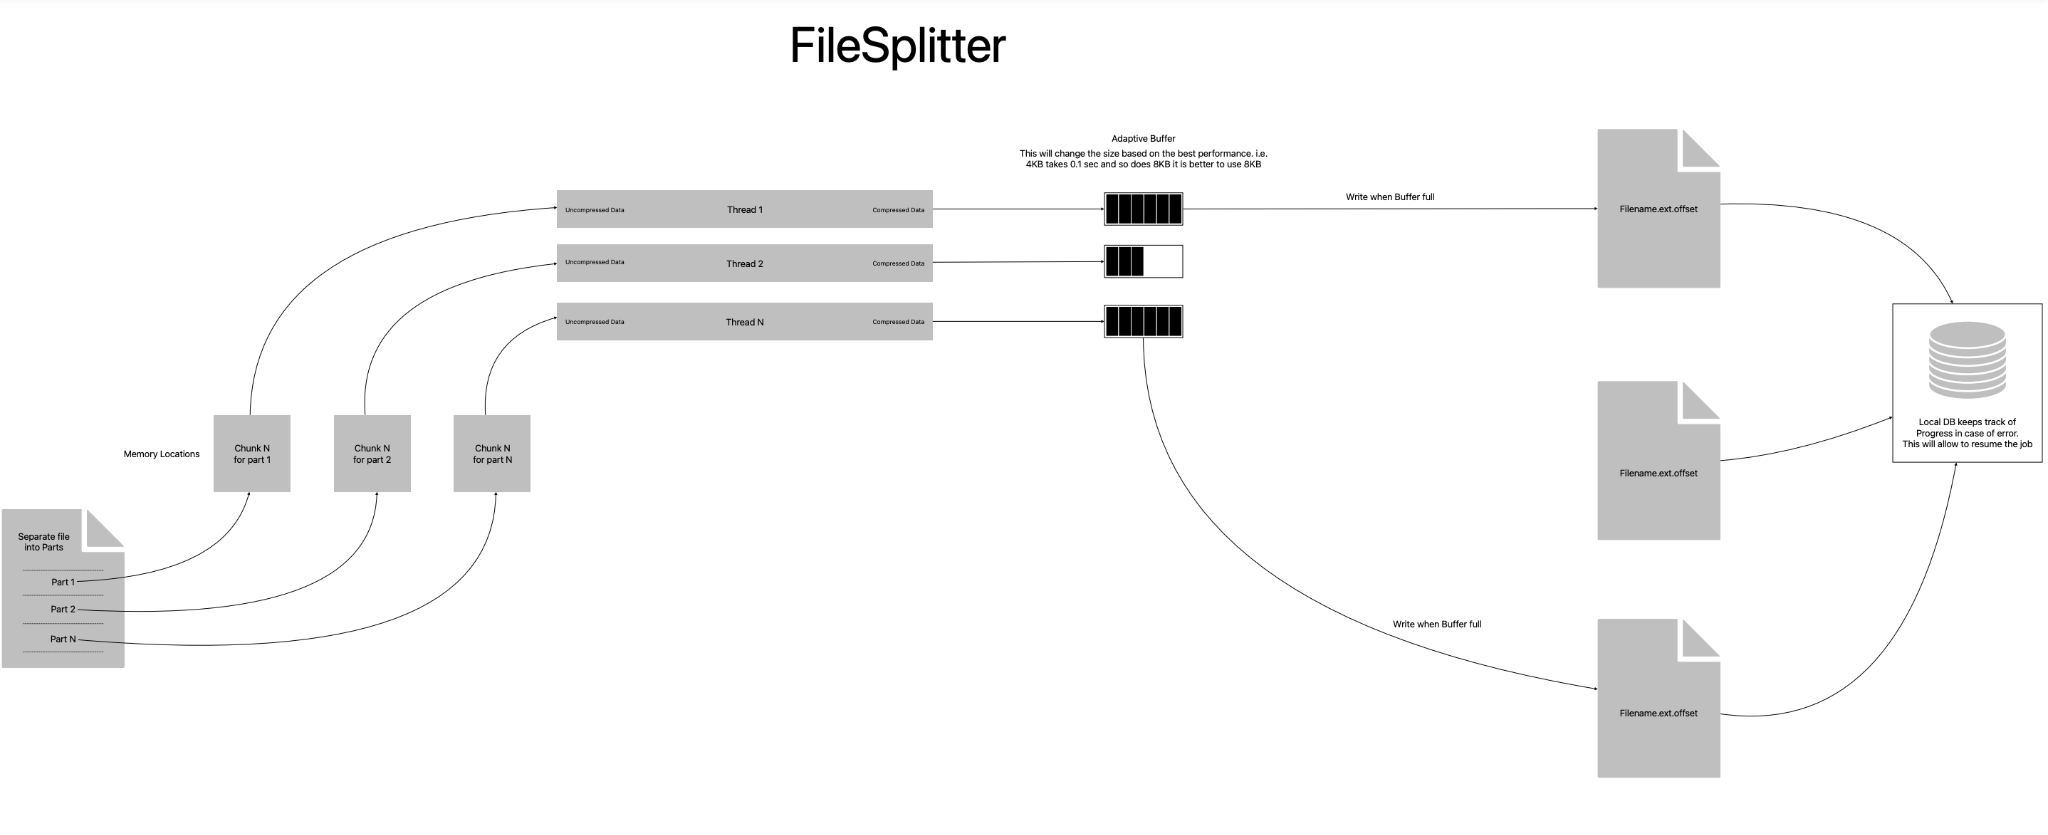 FileSplitter
Adaptive Buffer
This will change the size based on the best performance. i.e.
4KB takes 0.1 sec and so does 8KB it is better to use 8KB
Uncompressed Data
Thread 1
Compressed Data
Write when Buffer full
Filename.ext.offset
Uncompressed Data
Thread 2
Compressed Data
Uncompressed Data
Thread N
Compressed Data
Local DB keeps track of
Progress in case of error.
This will allow to resume the job
Memory Locations
Chunk N
for part 1
Chunk N
for part 2
Chunk N
for part N
Filename.ext.offset
Separate file
into Parts
Part 1
Part 2
Part N
Write when Buffer full
Filename.ext.offset